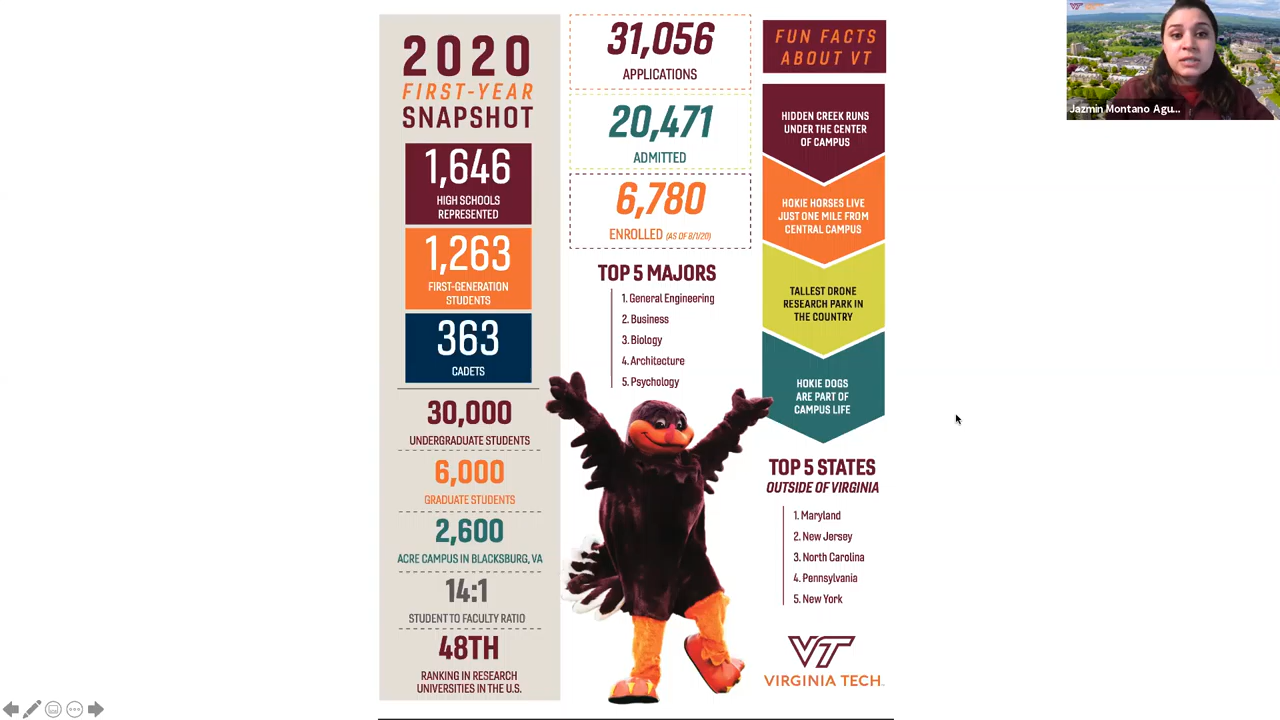 2020
FIRST-YEAR
SNAPSHOT
1,646
HIGH SCHOOLS
REPRESENTED
1,263
FIRST-GENERATION
STUDENTS
363
CADETS
30,000
UNDERGRADUATE STUDENTS
6,000
GRADUATE STUDENTS
2,600
ACRE CAMPUS IN BLACKSBURG, VA
14:1
STUDENT TO FACULTY RATIO
48TH
RANKING IN RESEARCH
UNIVERSITIES IN THE U.S.
31,056
APPLICATIONS
20,471
ADMITTED
6,780
ENROLLED (AS OF 8/1/20)
TOP 5 MAJORS
1. General Engineering
2. Business
3. Biology
4. Architecture
5. Psychology
FUN FACTS
ABOUT VT
HIDDEN CREEK RUNS
UNDER THE CENTER
OF CAMPUS
HOKIE HORSES LIVE
JUST ONE MILE FROM
CENTRAL CAMPUS
TALLEST DRONE
RESEARCH PARK IN
THE COUNTRY
HOKIE DOGS
ARE PART OF
CAMPUS LIFE
TOP 5 STATES
OUTSIDE OF VIRGINIA
1. Maryland
2. New Jersey
3. North Carolina
4. Pennsylvania
5. New York
VT
VIRGINIA TECH
Jazmin Montano Agu...